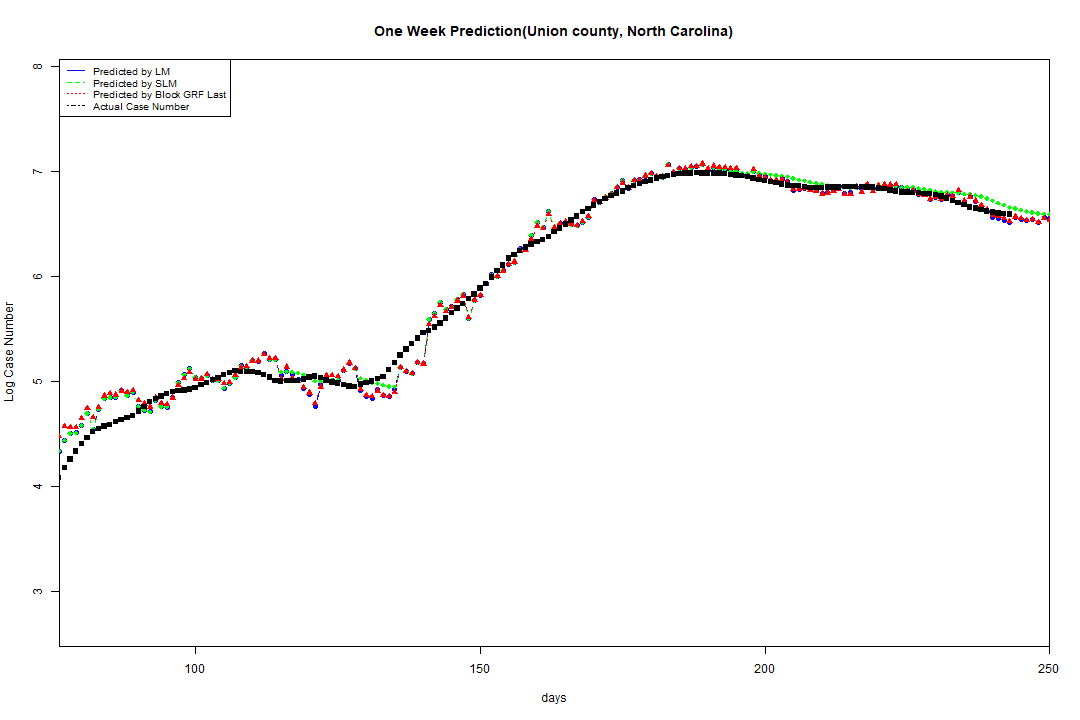 One Week Prediction(Union county, North Carolina)
Predicted by LM
Predicted by SLM
Predicted by Block GRF Last
Actual Case Number
8
7
6
5
4
3
Log Case Number
100
150
200
250
days